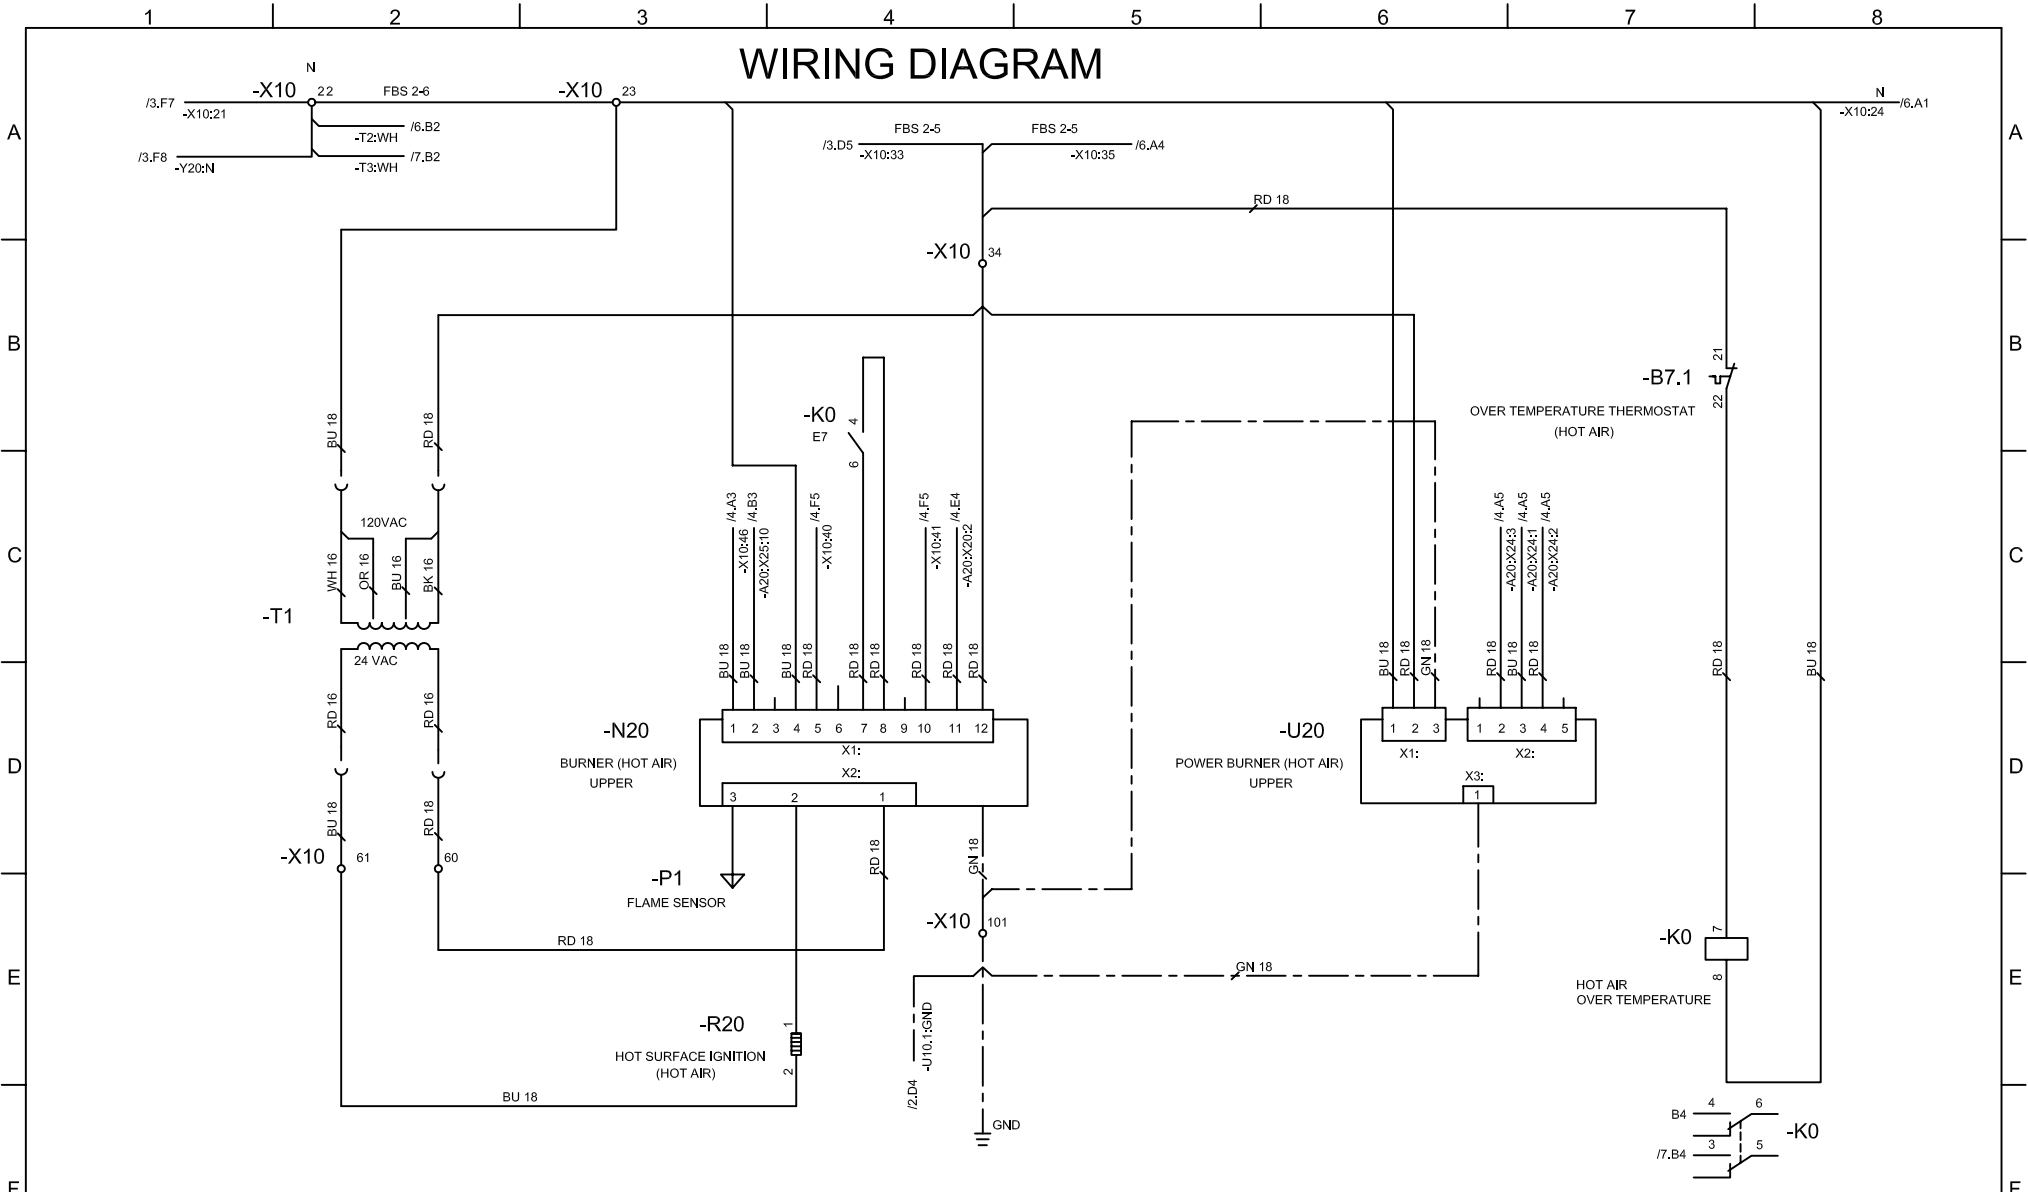 1 2 3 4 5 6 7 8
WIRING DIAGRAM
N
-X10 22 FBS 2-6 -X10 23
N
/3.F7 -X10:21
-X10:24 /6.A1
/6.B2
-T2:WH
/3.F8 -Y20:N
/7.B2
-T3:WH
A A
FBS 2-5 FBS 2-5
/3.D5 -X10:33
-X10:35 /6.A4
RD 18
-X10 34
B B
-K0
E7
4
6
21
-B7.1
22
OVER TEMPERATURE THERMOSTAT
(HOT AIR)
BU 18
RD 18
C C
120VAC
WH 16
OR 16
BU 16
BK 16
-T1
24 VAC
/4.A3
-X10:46
/4.B3
-A20:X25:10
/4.F5
-X10:40
/4.F5
-X10:41
/4.E4
-A20:X20:2
/4.A5
-A20:X24:3
/4.A5
-A20:X24:1
/4.A5
-A20:X24:2
BU 18
BU 18
BU 18
RD 18
RD 18
RD 18
RD 18
RD 18
RD 18
BU 18
RD 18
GN 18
RD 18
BU 18
RD 18
RD 18
BU 18
RD 16
RD 16
-N20
BURNER (HOT AIR)
UPPER
1 2 3 4 5 6 7 8 9 10 11 12
X1:
X2:
3 2 1
-U20
POWER BURNER (HOT AIR)
UPPER
1 2 3
X1:
1 2 3 4 5
X2:
X3:
1
D D
BU 18
RD 18
-X10 61 60
-P1
FLAME SENSOR
RD 18
GN 18
-X10 101
RD 18
GN 18
-K0
7
8
HOT AIR
OVER TEMPERATURE
E E
-R20
1
2
HOT SURFACE IGNITION
(HOT AIR)
/2.D4
-U10.1:GND
BU 18
GND
B4 4 6
-K0
/7.B4 3 5
F F